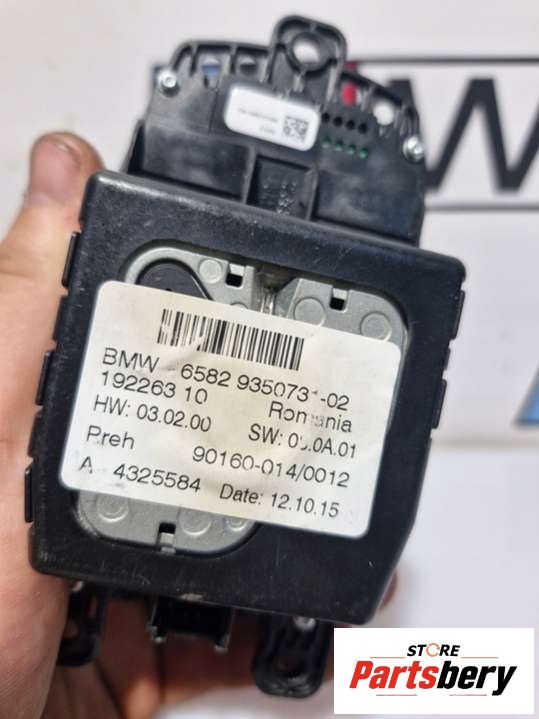 BMW 6582 9350731-02
192263 10 Romania
HW: 03.02.00 SW: .0A.01
Preh 90160-014/0012
A 4325584 Date: 12.10.15
STORE
Partsbery